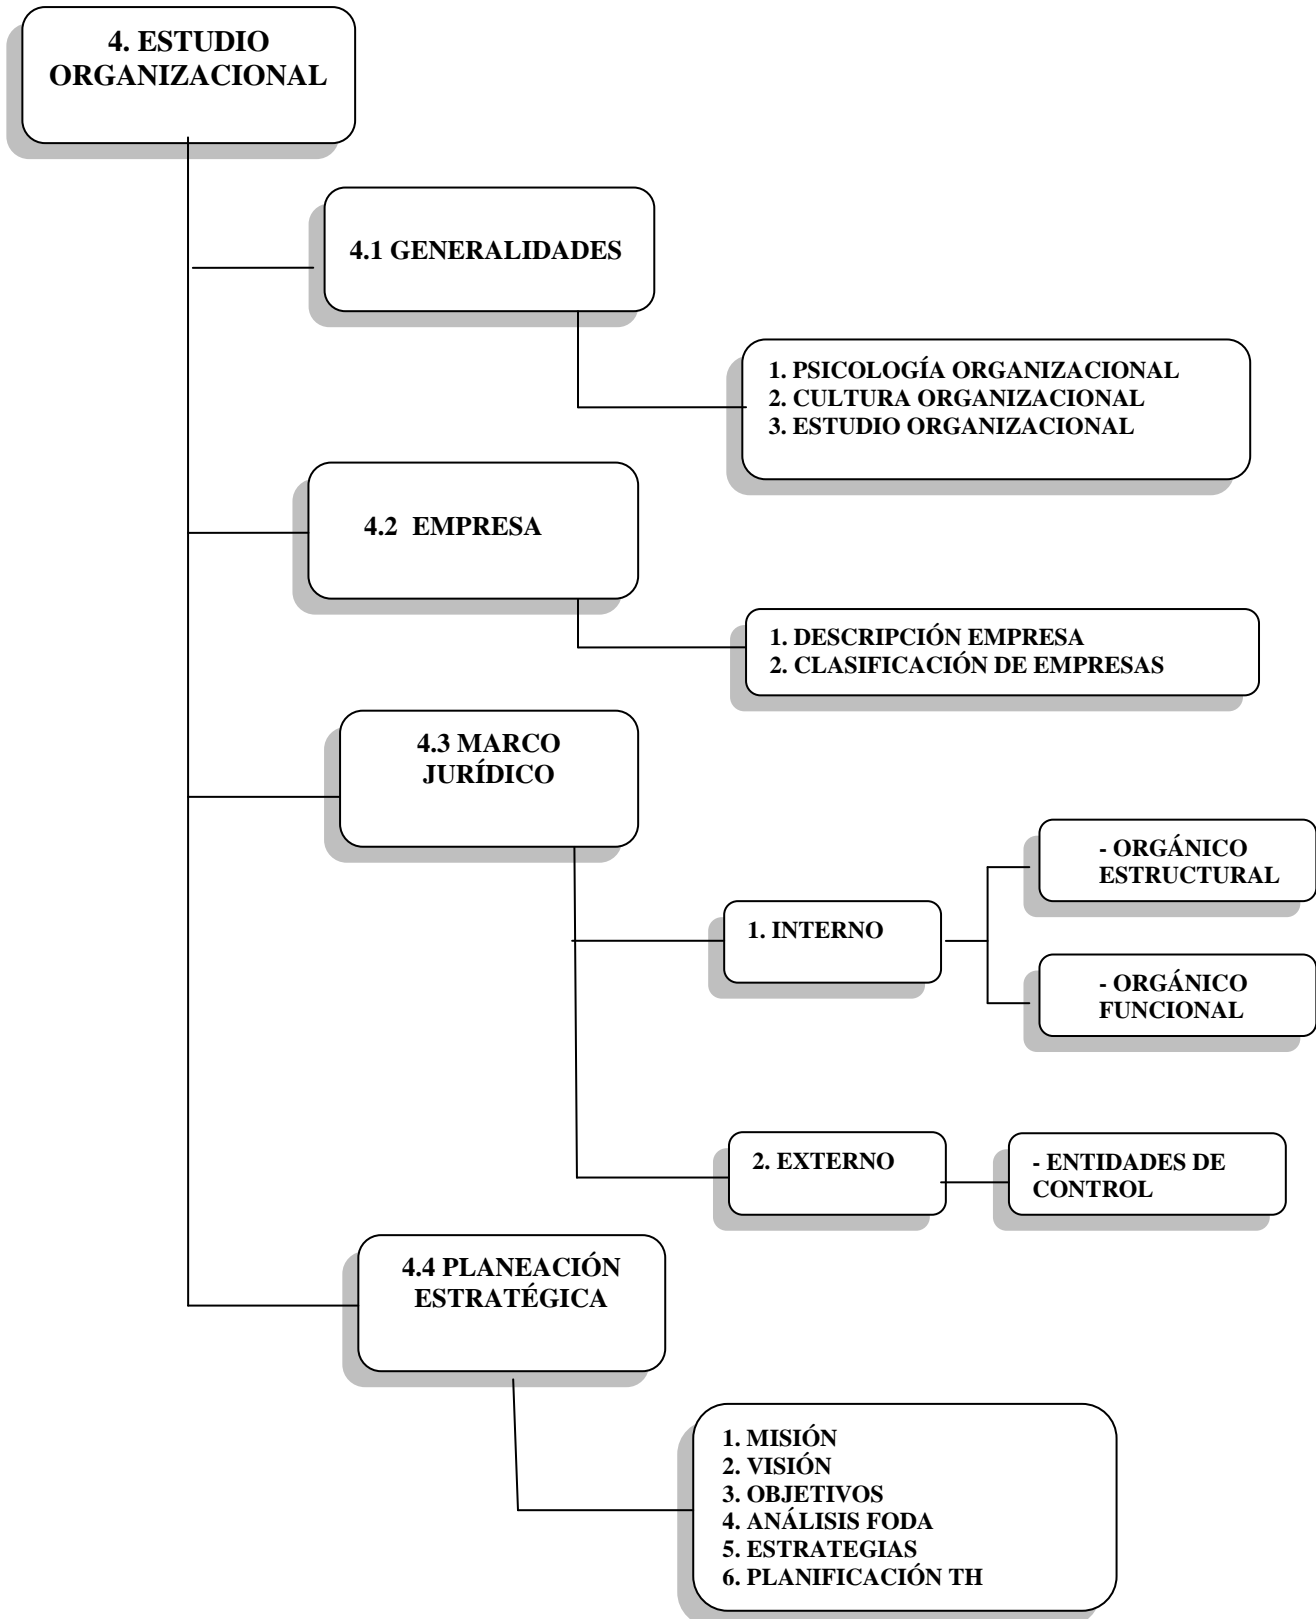 4. ESTUDIO
ORGANIZACIONAL
4.1 GENERALIDADES
1. PSICOLOGÍA ORGANIZACIONAL
2. CULTURA ORGANIZACIONAL
3. ESTUDIO ORGANIZACIONAL
4.2 EMPRESA
1. DESCRIPCIÓN EMPRESA
2. CLASIFICACIÓN DE EMPRESAS
4.3 MARCO
JURÍDICO
1. INTERNO
- ORGÁNICO
ESTRUCTURAL
- ORGÁNICO
FUNCIONAL
2. EXTERNO
- ENTIDADES DE
CONTROL
4.4 PLANEACIÓN
ESTRATÉGICA
1. MISIÓN
2. VISIÓN
3. OBJETIVOS
4. ANÁLISIS FODA
5. ESTRATEGIAS
6. PLANIFICACIÓN TH